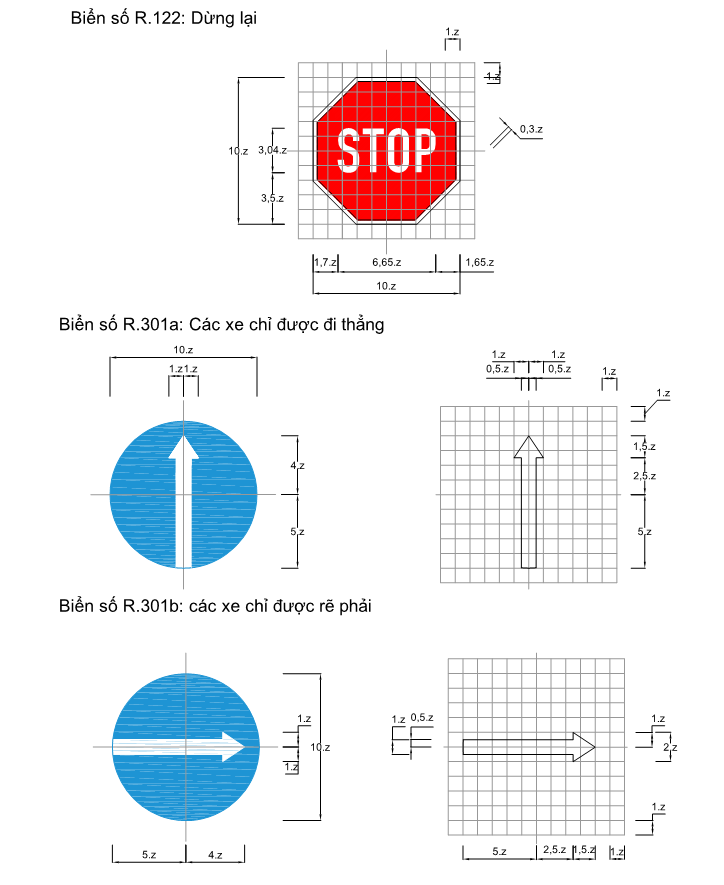 Biển số R.122: Dừng lại
1.z
1.z
0,3.z
10.z
3,04.z
STOP
3,5.z
1,7.z 6,65.z 1,65.z
10.z
Biển số R.301a: Các xe chỉ được đi thẳng
10.z
1.z 1.z
4.z
5.z
1.z 1.z
0,5.z 0,5.z 1.z
1.z
1,5.z
2,5.z
5.z
Biển số R.301b: các xe chỉ được rẽ phải
1.z
10.z
1.z
5.z 4.z
1.z 0,5.z
1.z
2.z
1.z
5.z 2,5.z 1,5.z 1.z